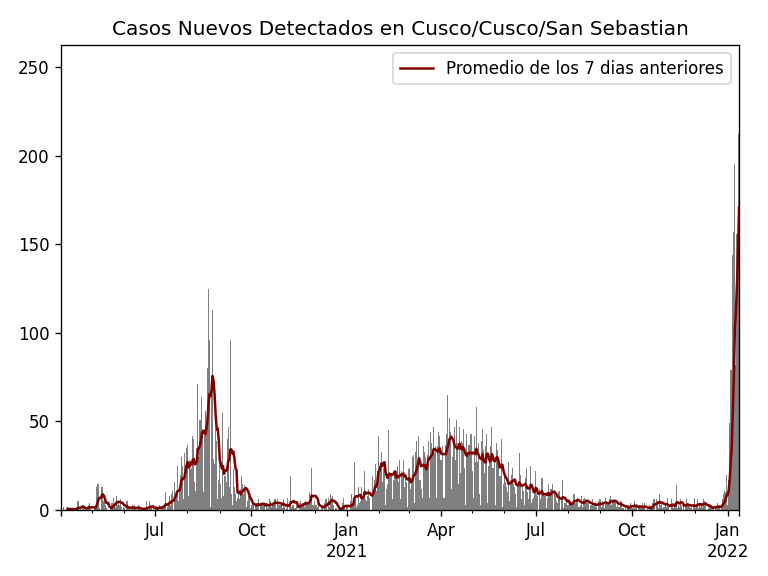 Casos Nuevos Detectados en Cusco/Cusco/San Sebastian
Promedio de los 7 dias anteriores
250
200
150
100
50
0
Jul
Oct
Jan
2021
Apr
Jul
Oct
Jan
2022